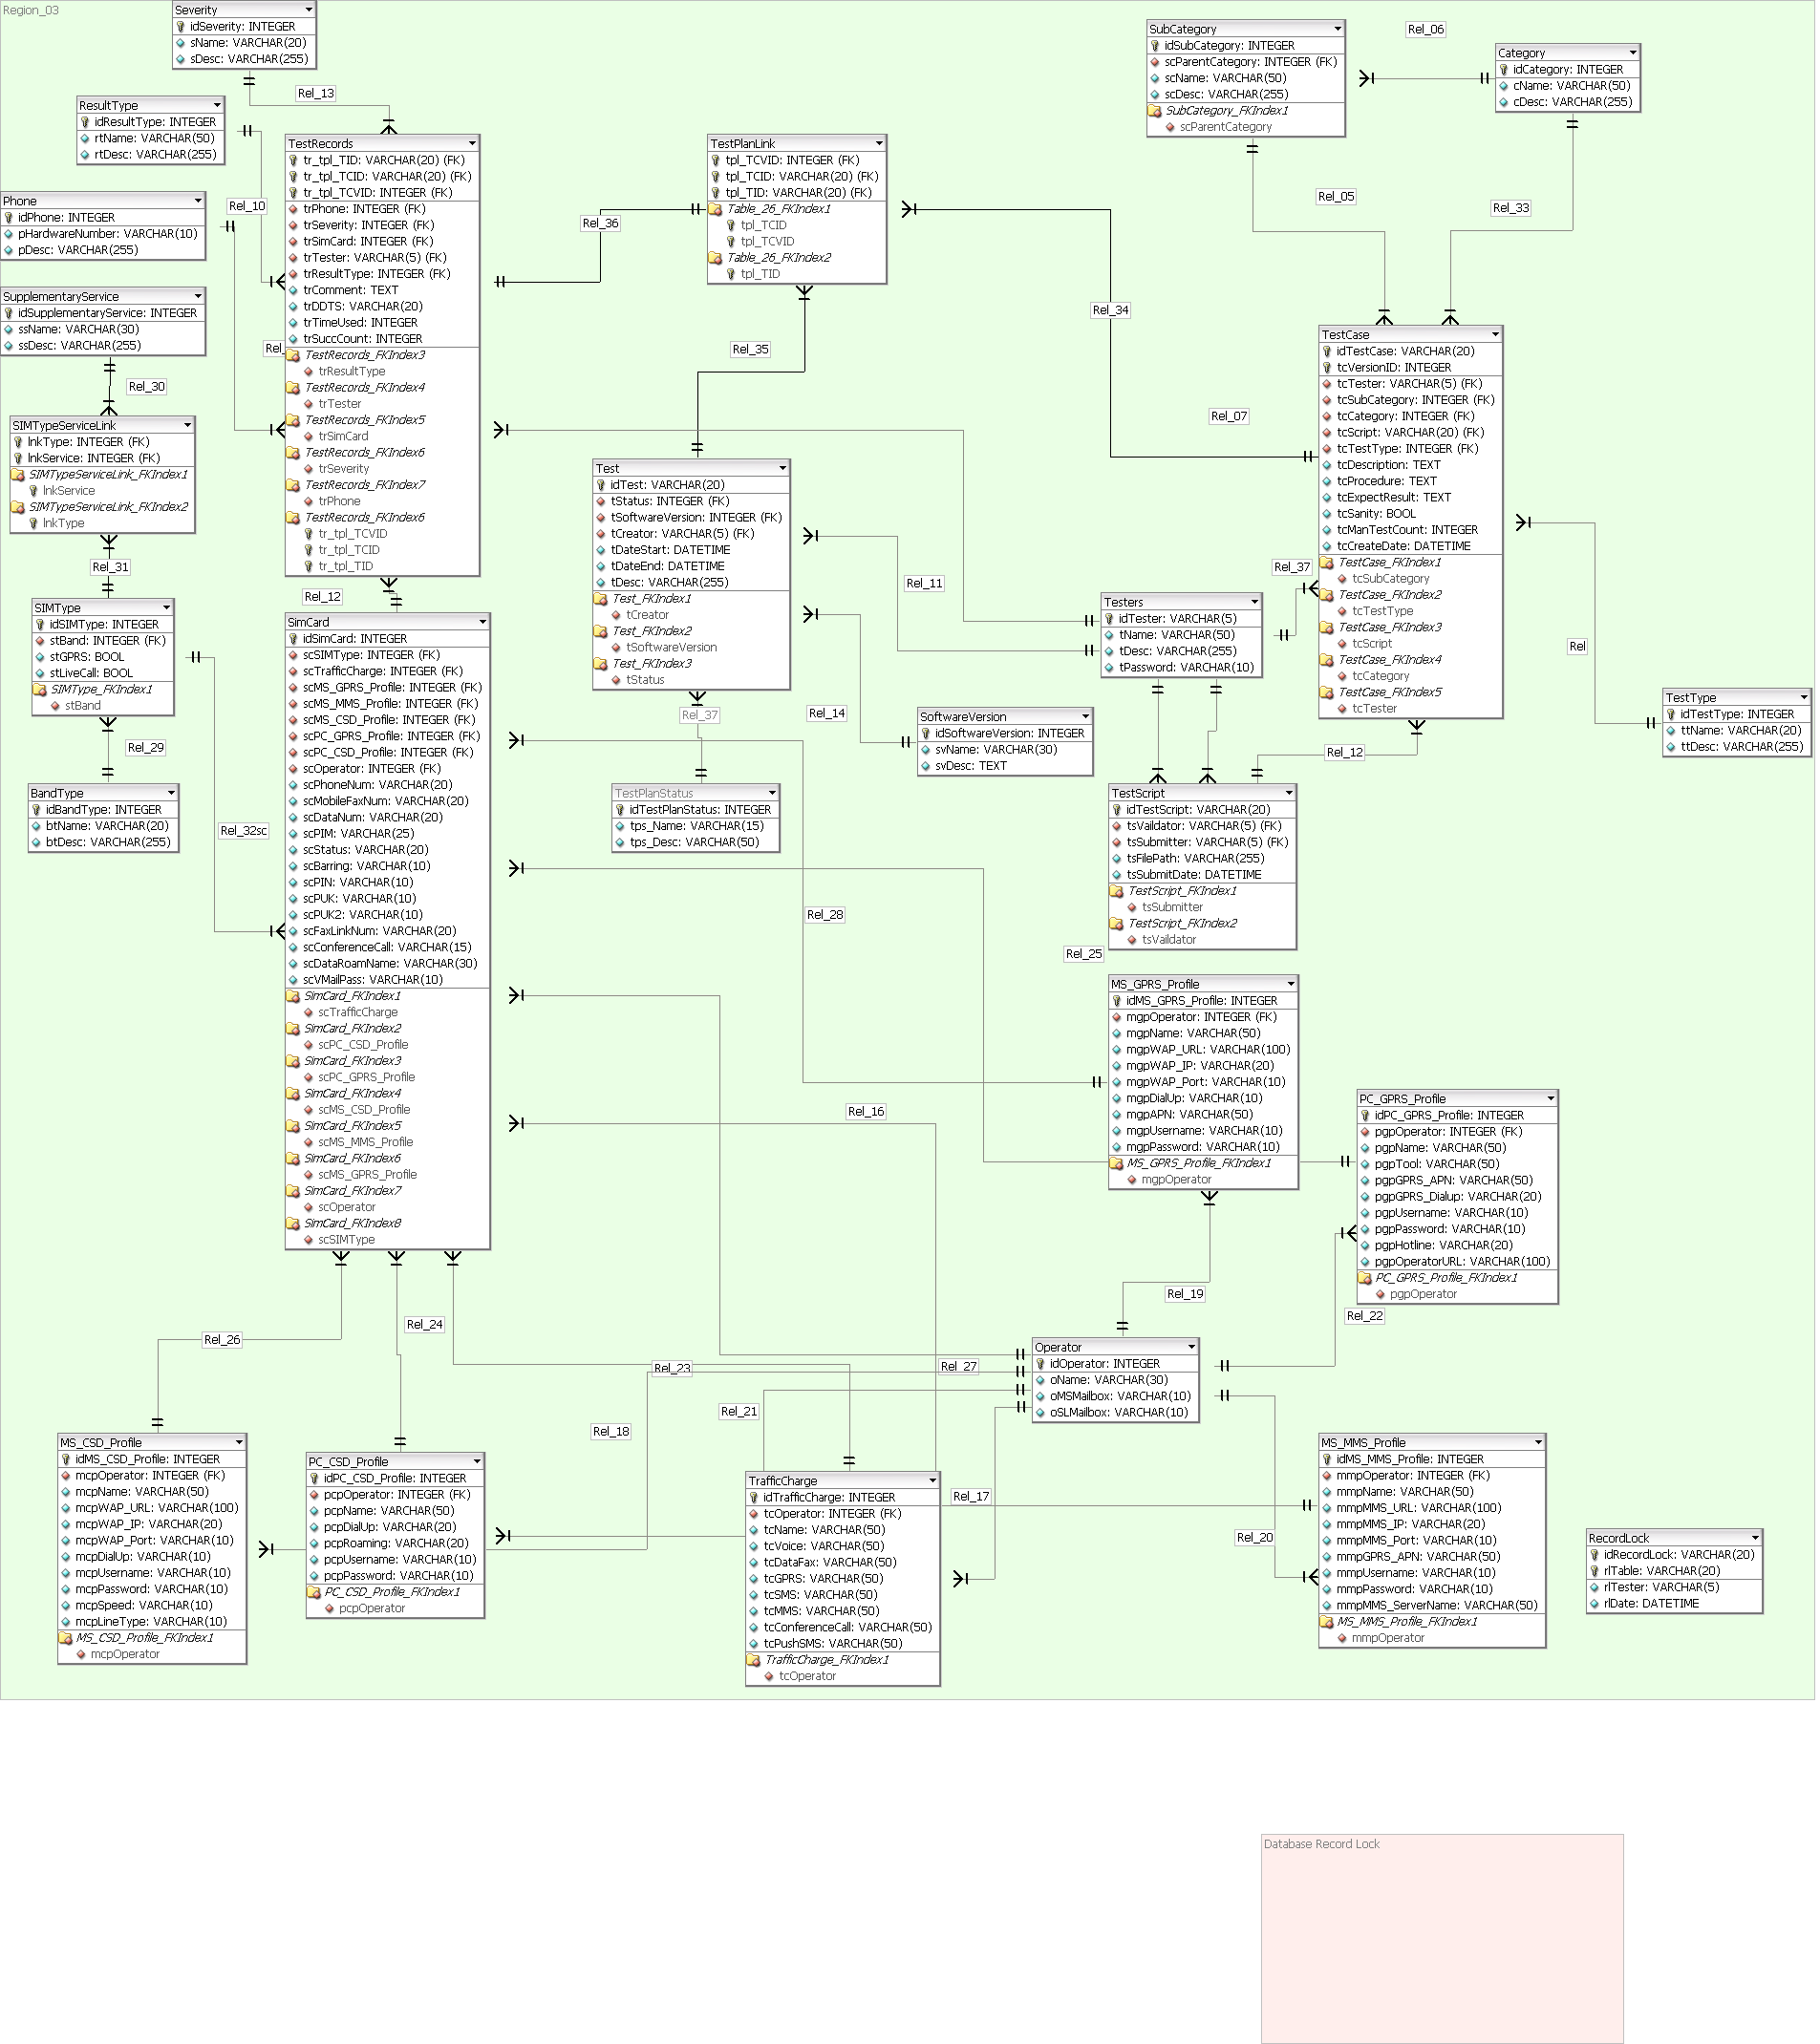 Region_03
Severity
idSeverity: INTEGER
sName: VARCHAR(20)
sDesc: VARCHAR(255)
Rel_13
ResultType
idResultType: INTEGER
rtName: VARCHAR(50)
rtDesc: VARCHAR(255)
Rel_10
Phone
idPhone: INTEGER
pHardwareNumber: VARCHAR(10)
pDesc: VARCHAR(255)
SupplementaryService
idSupplementaryService: INTEGER
ssName: VARCHAR(30)
ssDesc: VARCHAR(255)
Rel_
Rel_30
SIMTypeServiceLink
lnkType: INTEGER (FK)
lnkService: INTEGER (FK)
SIMTypeServiceLink_FKIndex1
lnkService
SIMTypeServiceLink_FKIndex2
lnkType
Rel_31
SIMType
idSIMType: INTEGER
stBand: INTEGER (FK)
stGPRS: BOOL
stLiveCall: BOOL
SIMType_FKIndex1
stBand
Rel_29
BandType
idBandType: INTEGER
btName: VARCHAR(20)
btDesc: VARCHAR(255)
Rel_32sc
TestRecords
tr_tpl_TID: VARCHAR(20) (FK)
tr_tpl_TCID: VARCHAR(20) (FK)
tr_tpl_TCVID: INTEGER (FK)
trPhone: INTEGER (FK)
trSeverity: INTEGER (FK)
trSimCard: INTEGER (FK)
trTester: VARCHAR(5) (FK)
trResultType: INTEGER (FK)
trComment: TEXT
trDDTS: VARCHAR(20)
trTimeUsed: INTEGER
trSuccCount: INTEGER
TestRecords_FKIndex3
trResultType
TestRecords_FKIndex4
trTester
TestRecords_FKIndex5
trSimCard
TestRecords_FKIndex6
trSeverity
TestRecords_FKIndex7
trPhone
TestRecords_FKIndex6
tr_tpl_TCVID
tr_tpl_TCID
tr_tpl_TID
Rel_12
SimCard
idSimCard: INTEGER
scSIMType: INTEGER (FK)
scTrafficCharge: INTEGER (FK)
scMS_GPRS_Profile: INTEGER (FK)
scMS_MMS_Profile: INTEGER (FK)
scMS_CSD_Profile: INTEGER (FK)
scPC_GPRS_Profile: INTEGER (FK)
scPC_CSD_Profile: INTEGER (FK)
scOperator: INTEGER (FK)
scPhoneNum: VARCHAR(20)
scMobileFaxNum: VARCHAR(20)
scDataNum: VARCHAR(20)
scPIM: VARCHAR(25)
scStatus: VARCHAR(20)
scBarring: VARCHAR(10)
scPIN: VARCHAR(10)
scPUK: VARCHAR(10)
scPUK2: VARCHAR(10)
scFaxLinkNum: VARCHAR(20)
scConferenceCall: VARCHAR(15)
scDataRoamName: VARCHAR(30)
scVMailPass: VARCHAR(10)
SimCard_FKIndex1
scTrafficCharge
SimCard_FKIndex2
scPC_CSD_Profile
SimCard_FKIndex3
scPC_GPRS_Profile
SimCard_FKIndex4
scMS_CSD_Profile
SimCard_FKIndex5
scMS_MMS_Profile
SimCard_FKIndex6
scMS_GPRS_Profile
SimCard_FKIndex7
scOperator
SimCard_FKIndex8
scSIMType
Rel_36
TestPlanLink
tpl_TCVID: INTEGER (FK)
tpl_TCID: VARCHAR(20) (FK)
tpl_TID: VARCHAR(20) (FK)
Table_26_FKIndex1
tpl_TCID
tpl_TCVID
Table_26_FKIndex2
tpl_TID
Rel_35
Rel_34
Test
idTest: VARCHAR(20)
tStatus: INTEGER (FK)
tSoftwareVersion: INTEGER (FK)
tCreator: VARCHAR(5) (FK)
tDateStart: DATETIME
tDateEnd: DATETIME
tDesc: VARCHAR(255)
Test_FKIndex1
tCreator
Test_FKIndex2
tSoftwareVersion
Test_FKIndex3
tStatus
Rel_37
Rel_14
Rel_11
TestPlanStatus
idTestPlanStatus: INTEGER
tps_Name: VARCHAR(15)
tps_Desc: VARCHAR(50)
SoftwareVersion
idSoftwareVersion: INTEGER
svName: VARCHAR(30)
svDesc: TEXT
SubCategory
idSubCategory: INTEGER
scParentCategory: INTEGER (FK)
scName: VARCHAR(50)
scDesc: VARCHAR(255)
SubCategory_FKIndex1
scParentCategory
Rel_06
Category
idCategory: INTEGER
cName: VARCHAR(50)
cDesc: VARCHAR(255)
Rel_05
Rel_33
Rel_07
TestCase
idTestCase: VARCHAR(20)
tcVersionID: INTEGER
tcTester: VARCHAR(5) (FK)
tcSubCategory: INTEGER (FK)
tcCategory: INTEGER (FK)
tcScript: VARCHAR(20) (FK)
tcTestType: INTEGER (FK)
tcDescription: TEXT
tcProcedure: TEXT
tcExpectResult: TEXT
tcSanity: BOOL
tcManTestCount: INTEGER
tcCreateDate: DATETIME
TestCase_FKIndex1
tcSubCategory
TestCase_FKIndex2
tcTestType
TestCase_FKIndex3
tcScript
TestCase_FKIndex4
tcCategory
TestCase_FKIndex5
tcTester
Rel_37
Testers
idTester: VARCHAR(5)
tName: VARCHAR(50)
tDesc: VARCHAR(255)
tPassword: VARCHAR(10)
Rel
TestType
idTestType: INTEGER
ttName: VARCHAR(20)
ttDesc: VARCHAR(255)
Rel_12
TestScript
idTestScript: VARCHAR(20)
tsVaildator: VARCHAR(5) (FK)
tsSubmitter: VARCHAR(5) (FK)
tsFilePath: VARCHAR(255)
tsSubmitDate: DATETIME
TestScript_FKIndex1
tsSubmitter
TestScript_FKIndex2
tsVaildator
Rel_28
Rel_25
MS_GPRS_Profile
idMS_GPRS_Profile: INTEGER
mgpOperator: INTEGER (FK)
mgpName: VARCHAR(50)
mgpWAP_URL: VARCHAR(100)
mgpWAP_IP: VARCHAR(20)
mgpWAP_Port: VARCHAR(10)
mgpDialUp: VARCHAR(10)
mgpAPN: VARCHAR(50)
mgpUsername: VARCHAR(10)
mgpPassword: VARCHAR(10)
MS_GPRS_Profile_FKIndex1
mgpOperator
Rel_16
PC_GPRS_Profile
idPC_GPRS_Profile: INTEGER
pgpOperator: INTEGER (FK)
pgpName: VARCHAR(50)
pgpTool: VARCHAR(50)
pgpGPRS_APN: VARCHAR(50)
pgpGPRS_Dialup: VARCHAR(20)
pgpUsername: VARCHAR(10)
pgpPassword: VARCHAR(10)
pgpHotline: VARCHAR(20)
pgpOperatorURL: VARCHAR(100)
PC_GPRS_Profile_FKIndex1
pgpOperator
Rel_19
Rel_22
Rel_26
Rel_24
Rel_23
Rel_27
Operator
idOperator: INTEGER
oName: VARCHAR(30)
oMSMailbox: VARCHAR(10)
oSLMailbox: VARCHAR(10)
Rel_21
Rel_18
MS_CSD_Profile
idMS_CSD_Profile: INTEGER
mcpOperator: INTEGER (FK)
mcpName: VARCHAR(50)
mcpWAP_URL: VARCHAR(100)
mcpWAP_IP: VARCHAR(20)
mcpWAP_Port: VARCHAR(10)
mcpDialUp: VARCHAR(10)
mcpUsername: VARCHAR(10)
mcpPassword: VARCHAR(10)
mcpSpeed: VARCHAR(10)
mcpLineType: VARCHAR(10)
MS_CSD_Profile_FKIndex1
mcpOperator
PC_CSD_Profile
idPC_CSD_Profile: INTEGER
pcpOperator: INTEGER (FK)
pcpName: VARCHAR(50)
pcpDialUp: VARCHAR(20)
pcpRoaming: VARCHAR(20)
pcpUsername: VARCHAR(10)
pcpPassword: VARCHAR(10)
PC_CSD_Profile_FKIndex1
pcpOperator
TrafficCharge
idTrafficCharge: INTEGER
tcOperator: INTEGER (FK)
tcName: VARCHAR(50)
tcVoice: VARCHAR(50)
tcDataFax: VARCHAR(50)
tcGPRS: VARCHAR(50)
tcSMS: VARCHAR(50)
tcMMS: VARCHAR(50)
tcConferenceCall: VARCHAR(50)
tcPushSMS: VARCHAR(50)
TrafficCharge_FKIndex1
tcOperator
Rel_17
Rel_20
MS_MMS_Profile
idMS_MMS_Profile: INTEGER
mmpOperator: INTEGER (FK)
mmpName: VARCHAR(50)
mmpMMS_URL: VARCHAR(100)
mmpMMS_IP: VARCHAR(20)
mmpMMS_Port: VARCHAR(10)
mmpGPRS_APN: VARCHAR(50)
mmpUsername: VARCHAR(10)
mmpPassword: VARCHAR(10)
mmpMMS_ServerName: VARCHAR(50)
MS_MMS_Profile_FKIndex1
mmpOperator
RecordLock
idRecordLock: VARCHAR(20)
rlTable: VARCHAR(20)
rlTester: VARCHAR(5)
rlDate: DATETIME
Database Record Lock